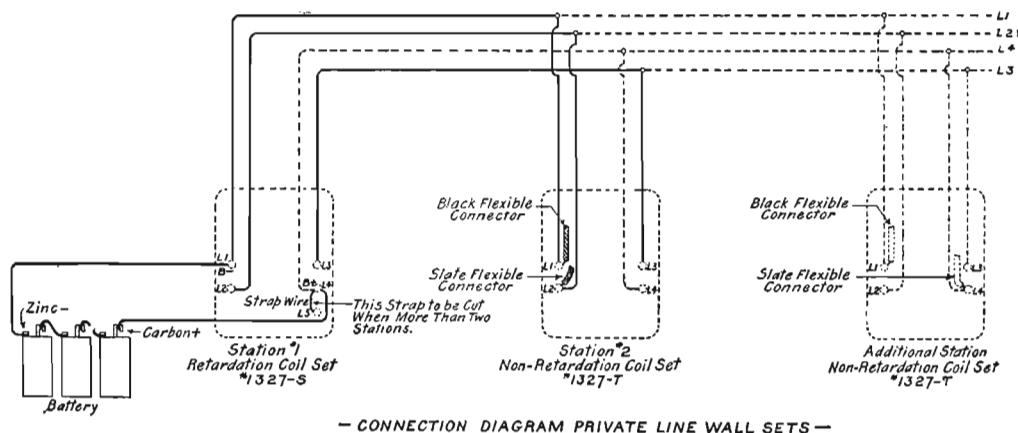 L1
L2
L4
L3
Black Flexible
Connector
Black Flexible
Connector
L1
B-
L3
L2
B+
L4
Strap Wire
L5
This Strap to be Cut
When More Than Two
Stations.
L1
L3
Slate Flexible
Connector
L2
L4
L1
L3
Slate Flexible
Connector
L2
L4
Zinc-
Carbon+
Battery
Station #1
Retardation Coil Set
#1327-S
Station #2
Non-Retardation Coil Set
#1327-T
Additional Station
Non-Retardation Coil Set
#1327-T
— CONNECTION DIAGRAM PRIVATE LINE WALL SETS —